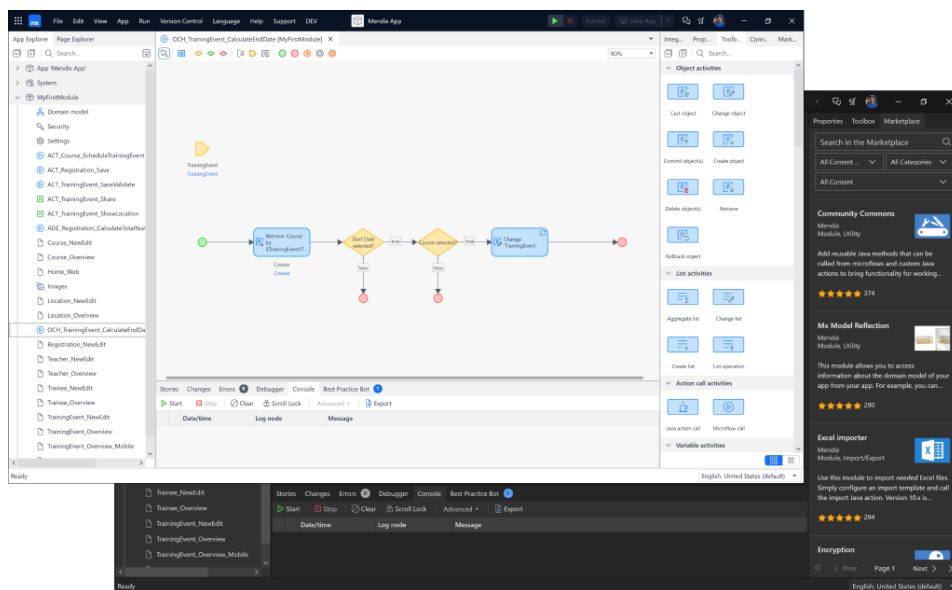 mx File Edit View App Run Version Control Language Help Support DEV Mendix App Publish View App
App Explorer Page Explorer
Search...
App 'Mendix App'
System
MyFirstModule
Domain model
Security
Settings
ACT_Course_ScheduleTrainingEvent
ACT_Registration_Save
ACT_TrainingEvent_SaveValidate
ACT_TrainingEvent_Share
ACT_TrainingEvent_ShowLocation
ADE_Registration_CalculateTotalNur
Course_NewEdit
Course_Overview
Home_Web
Images
Location_NewEdit
Location_Overview
OCH_TrainingEvent_CalculateEndDa
Registration_NewEdit
Teacher_NewEdit
Teacher_Overview
Trainee_NewEdit
Trainee_Overview
TrainingEvent_NewEdit
TrainingEvent_Overview
TrainingEvent_Overview_Mobile
Ready
OCH_TrainingEvent_CalculateEndDate [MyFirstModule]
90%
TrainingEvent
TrainingEvent
Retrieve 'Course'
by
$TrainingEvent/T...
Course
Course
Start Date
selected?
true
false
Course selected?
true
false
Change
'TrainingEvent'
Stories Changes Errors 0 Debugger Console Best Practice Bot
Start Stop Clear Scroll Lock Advanced Export
Date/time Log node Message
Integ... Prop... Toolb... Conn... Mark...
Search...
Object activities
Cast object Change object
Commit object(s) Create object
Delete object(s) Retrieve
Rollback object
List activities
Aggregate list Change list
Create list List operation
Action call activities
Java action call Microflow call
Variable activities
English, United States (default)
Properties Toolbox Marketplace
Search in the Marketplace
All Content ... All Categories
All Content
Community Commons
Mendix
Module, Utility
Add reusable Java methods that can be
called from microflows and custom Java
actions to bring functionality for working...
374
Mx Model Reflection
Mendix
Module, Utility
This module allows you to access
information about the domain model of your
app from your app. For example, you can...
290
Excel importer
Mendix
Module, Import/Export
Use this module to import needed Excel files.
Simply configure an import template and call
the import Java action. Version 10.x is...
294
Encryption
Prev Page 1 Next
Trainee_NewEdit
Trainee_Overview
TrainingEvent_NewEdit
TrainingEvent_Overview
TrainingEvent_Overview_Mobile
Stories Changes Errors 0 Debugger Console Best Practice Bot
Start Stop Clear Scroll Lock Advanced Export
Date/time Log node Message
Ready
English, United States (default)